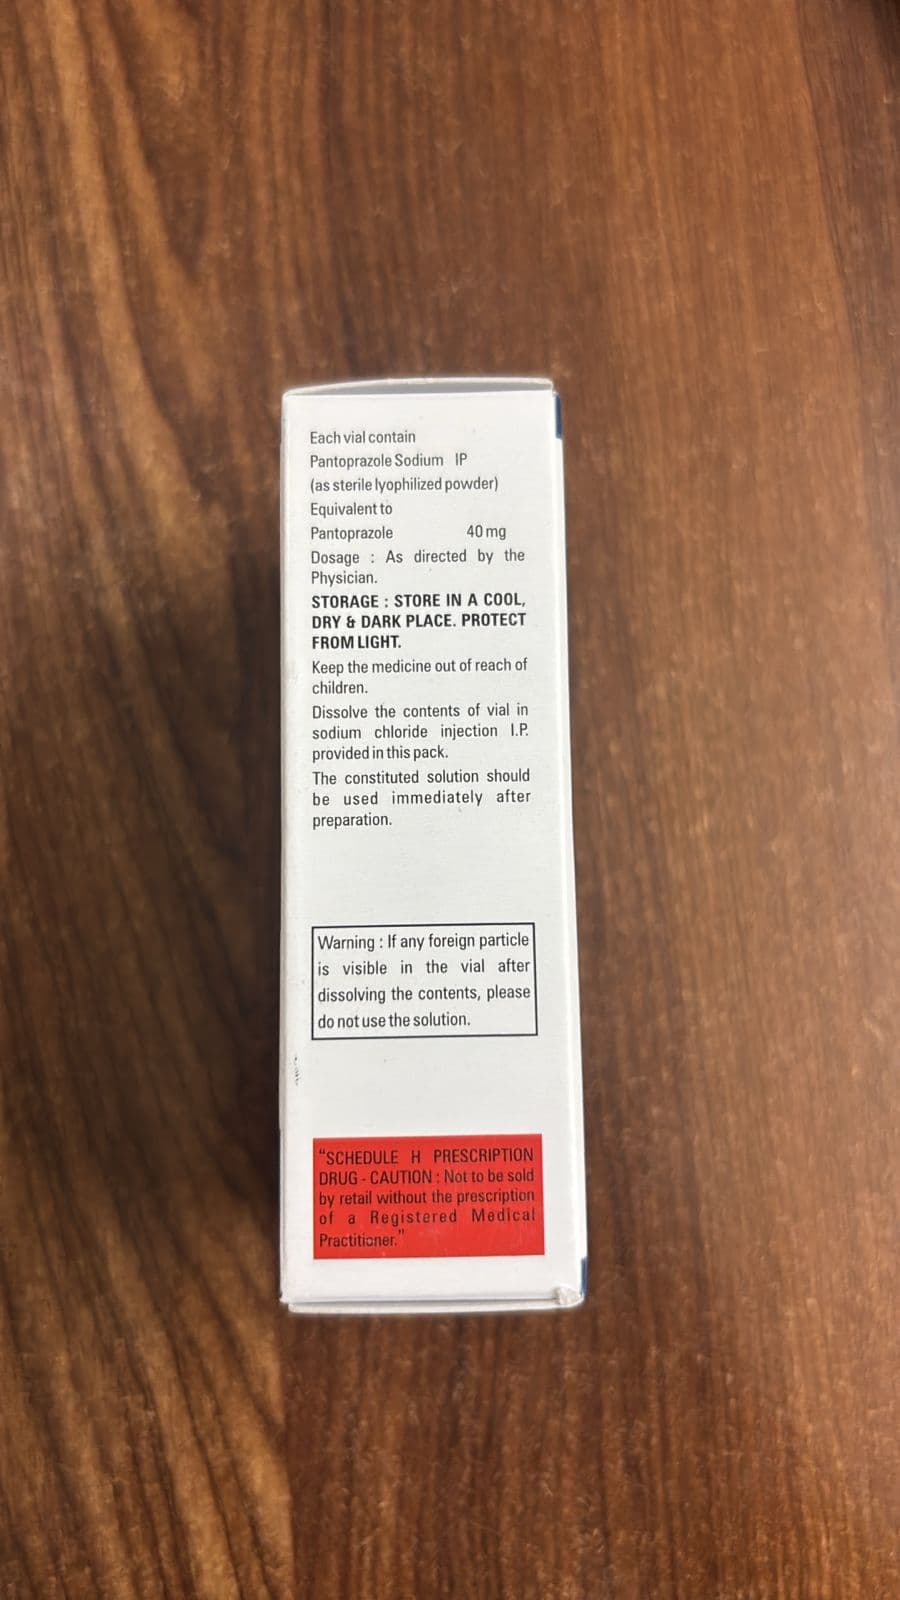 Each vial contain
Pantoprazole Sodium IP
(as sterile lyophilized powder)
Equivalent to
Pantoprazole 40 mg
Dosage : As directed by the
Physician.
STORAGE : STORE IN A COOL,
DRY & DARK PLACE. PROTECT
FROM LIGHT.
Keep the medicine out of reach of
children.
Dissolve the contents of vial in
sodium chloride injection I.P.
provided in this pack.
The constituted solution should
be used immediately after
preparation.
Warning : If any foreign particle
is visible in the vial after
dissolving the contents, please
do not use the solution.
"SCHEDULE H PRESCRIPTION
DRUG - CAUTION : Not to be sold
by retail without the prescription
of a Registered Medical
Practitioner."